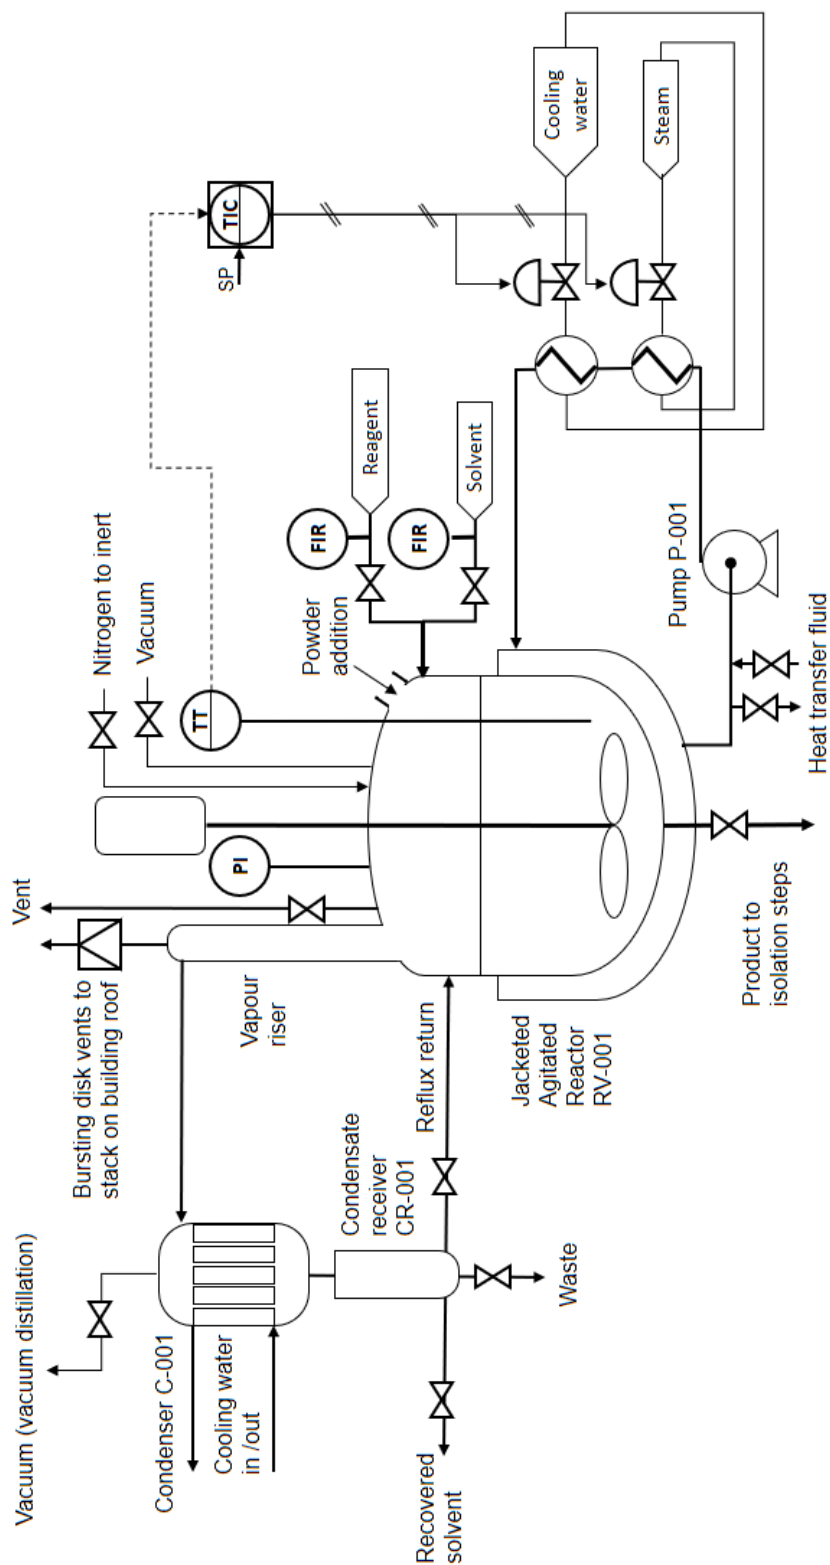 Vacuum (vacuum distillation)
Condenser C-001
Cooling water
in /out
Recovered
solvent
Bursting disk vents to
stack on building roof
Condensate
receiver
CR-001
Waste
Vent
Vapour
riser
Reflux return
Jacketed
Agitated
Reactor
RV-001
Product to
isolation steps
PI
Nitrogen to inert
Vacuum
TT
Powder
addition
FIR
Reagent
FIR
Solvent
Pump P-001
Heat transfer fluid
SP
TIC
Cooling
water
Steam